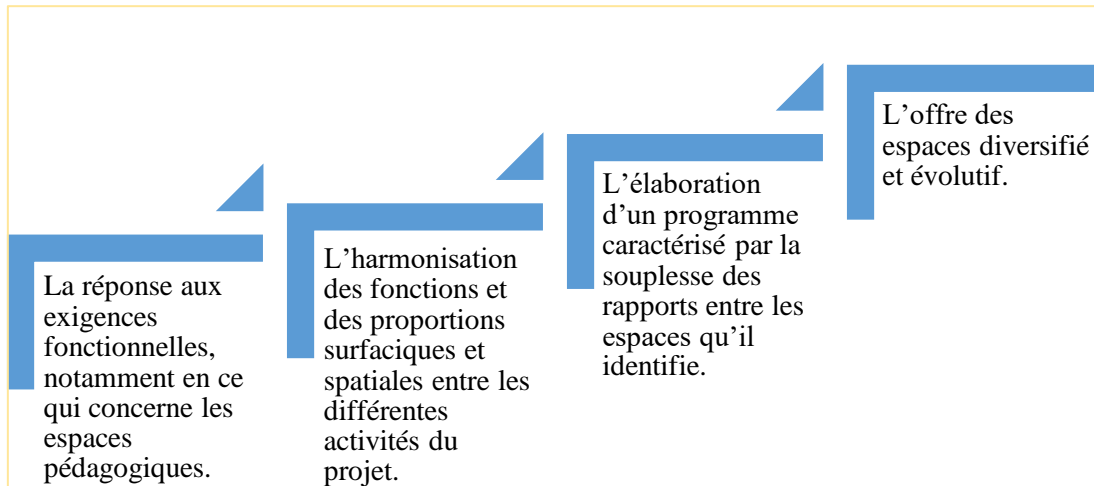 La réponse aux
exigences
fonctionnelles,
notamment en ce
qui concerne les
espaces
pédagogiques.
L’harmonisation
des fonctions et
des proportions
surfaciques et
spatiales entre les
différentes
activités du
projet.
L’élaboration
d’un programme
caractérisé par la
souplesse des
rapports entre les
espaces qu’il
identifie.
L’offre des
espaces diversifié
et évolutif.